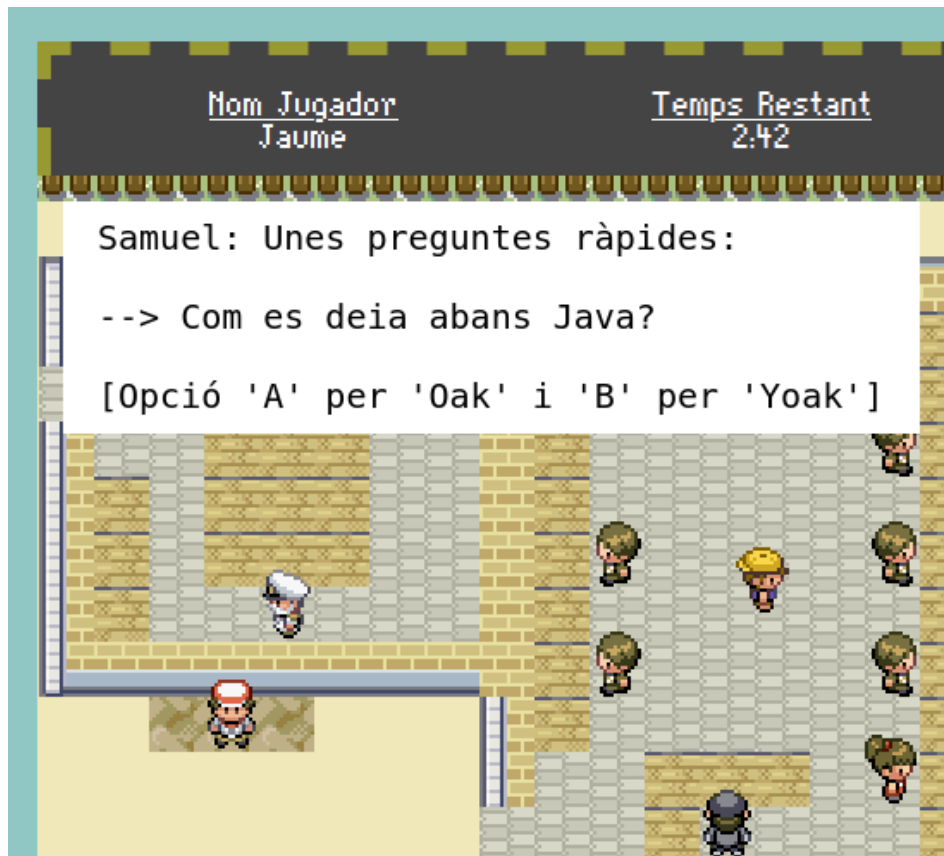 Nom Jugador
Jaume
Temps Restant
2:42
Samuel: Unes preguntes ràpides:
--> Com es deia abans Java?
[Opció 'A' per 'Oak' i 'B' per 'Yoak']